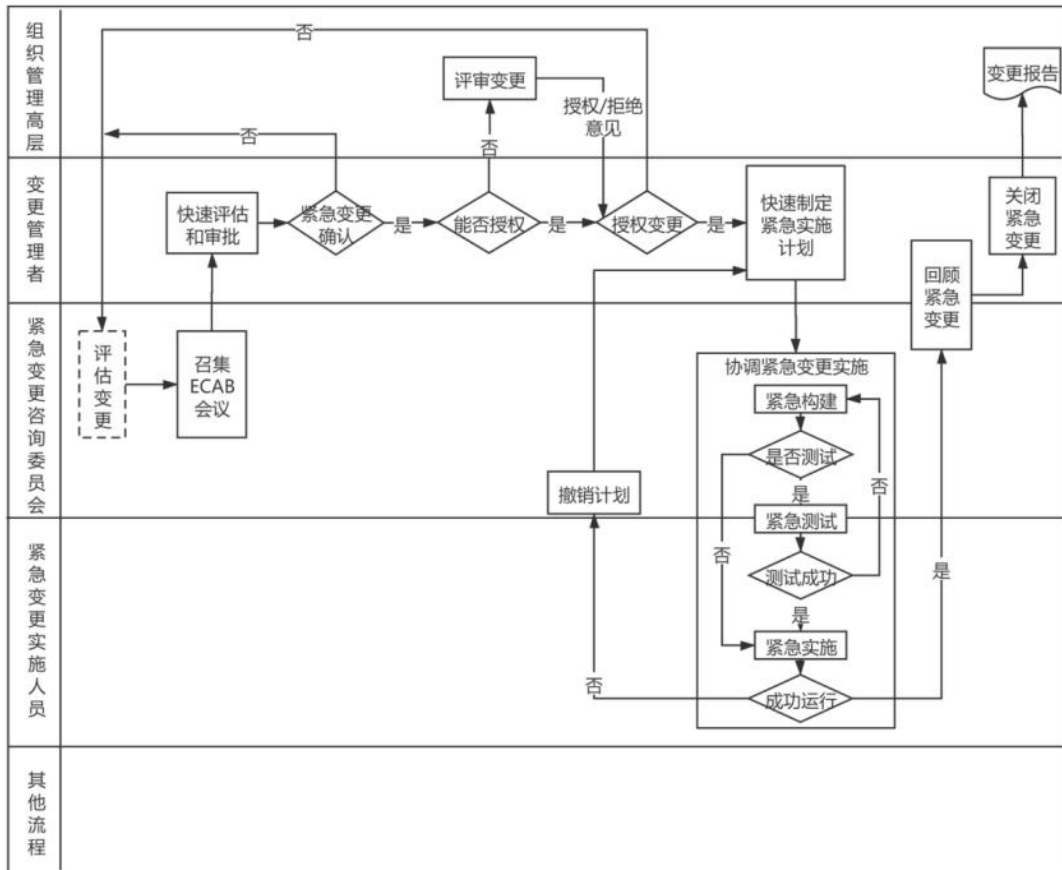 组织管理高层
否
评审变更
变更报告
授权/拒绝
意见
否
否
变更管理者
快速评估
和审批
紧急变更
确认
是
能否授权
是
授权变更
是
快速制定
紧急实施
计划
关闭
紧急
变更
回顾
紧急
变更
紧急变更咨询委员会
评估变更
召集
ECAB
会议
协调紧急变更实施
紧急构建
是否测试
是
否
撤销计划
紧急测试
紧急变更实施人员
否
测试成功
是
是
紧急实施
否
成功运行
其他流程